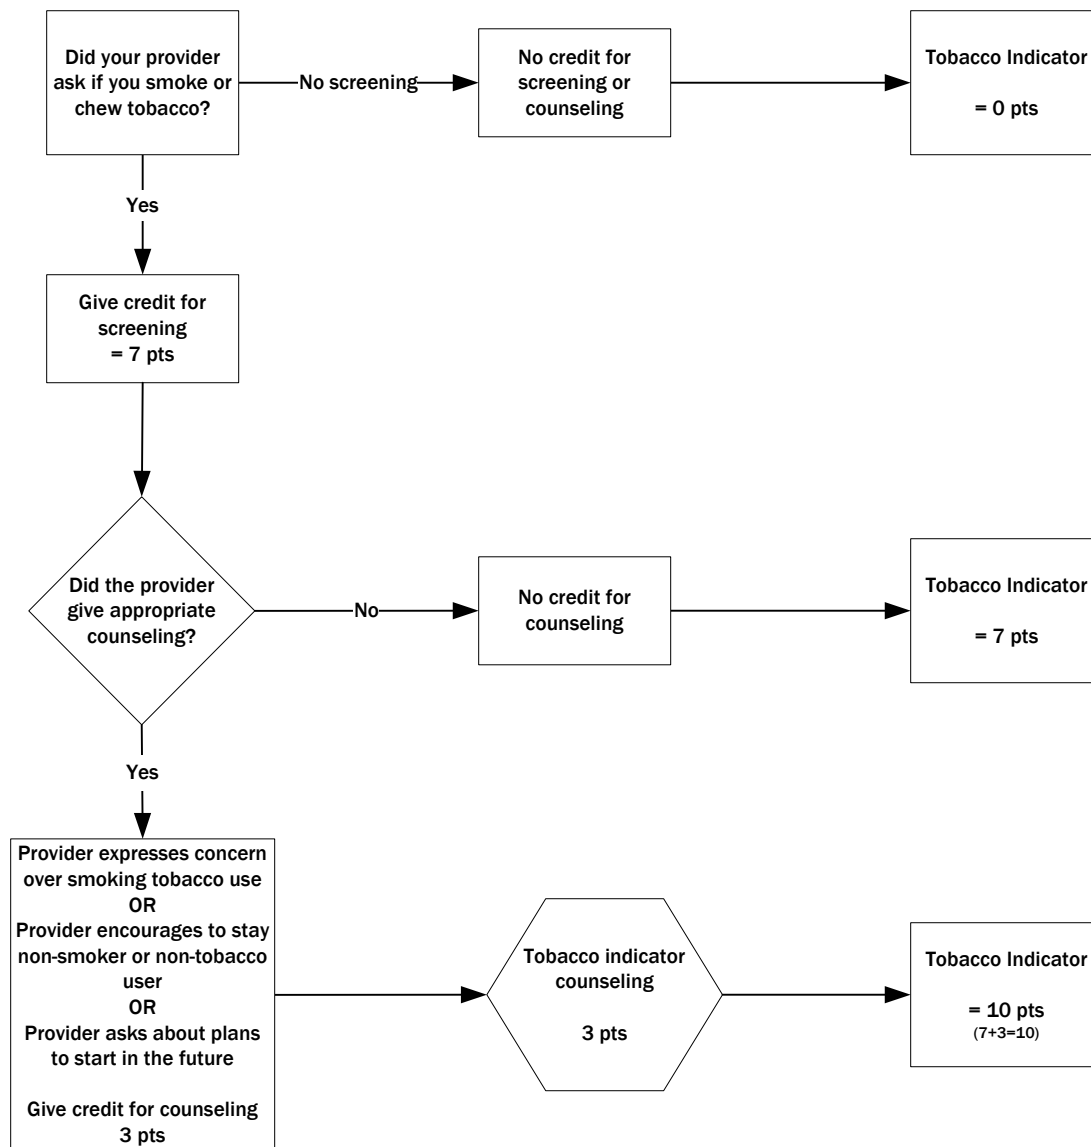 Did your provider
ask if you smoke or
chew tobacco?
No screening
No credit for
screening or
counseling
Tobacco Indicator
= 0 pts
Yes
Give credit for
screening
= 7 pts
Did the provider
give appropriate
counseling?
No
No credit for
counseling
Tobacco Indicator
= 7 pts
Yes
Provider expresses concern
over smoking tobacco use
OR
Provider encourages to stay
non-smoker or non-tobacco
user
OR
Provider asks about plans
to start in the future
Give credit for counseling
3 pts
Tobacco indicator
counseling
3 pts
Tobacco Indicator
= 10 pts
(7+3=10)